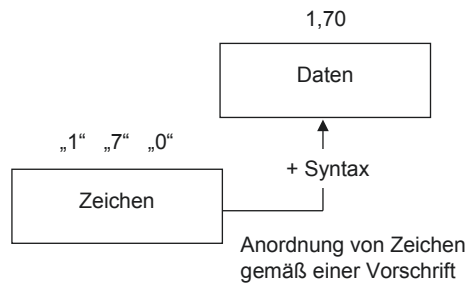 1,70
Daten
„1“ „7“ „0“
+ Syntax
Zeichen
Anordnung von Zeichen
gemäß einer Vorschrift